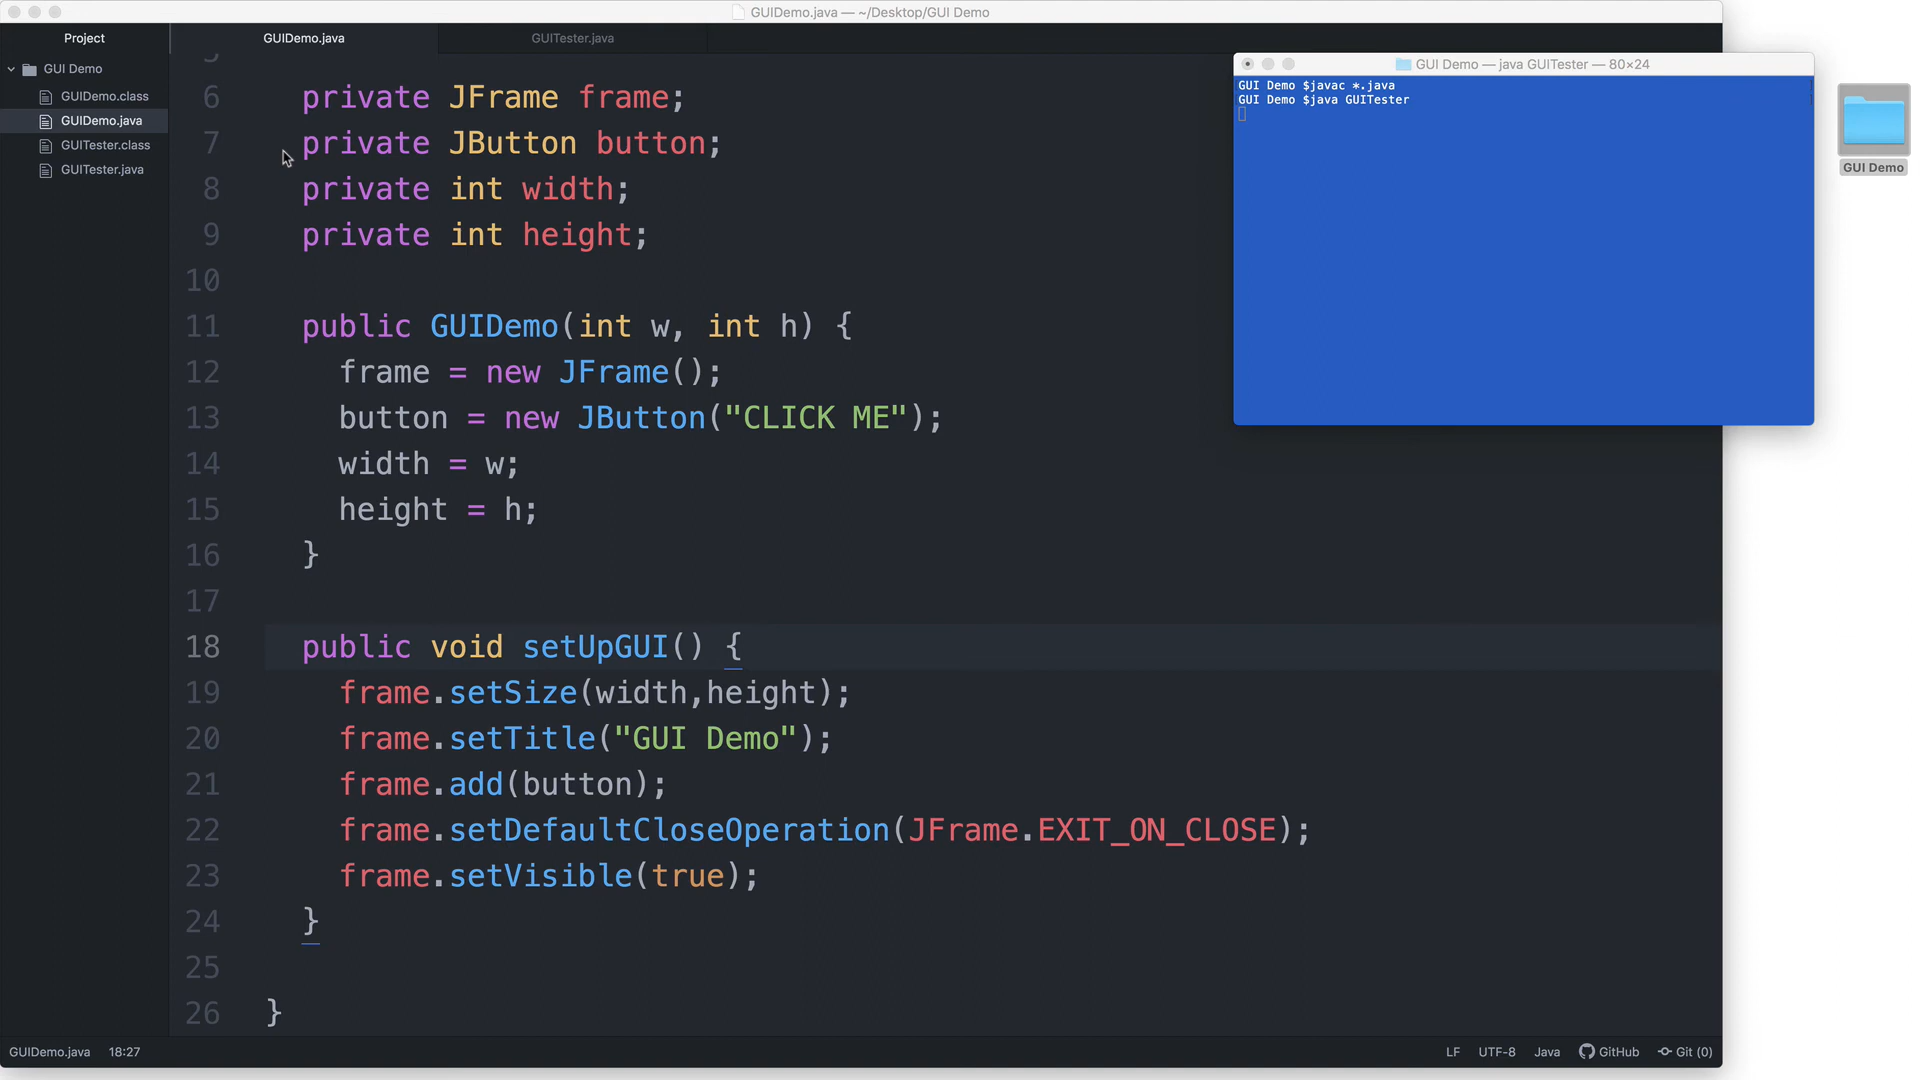 GUIDemo.java — ~/Desktop/GUI Demo
Project
GUIDemo.java
GUITester.java
GUI Demo
GUIDemo.class
GUIDemo.java
GUITester.class
GUITester.java
6 private JFrame frame;
7 private JButton button;
8 private int width;
9 private int height;
10
11 public GUIDemo(int w, int h) {
12 frame = new JFrame();
13 button = new JButton("CLICK ME");
14 width = w;
15 height = h;
16 }
17
18 public void setUpGUI() {
19 frame.setSize(width,height);
20 frame.setTitle("GUI Demo");
21 frame.add(button);
22 frame.setDefaultCloseOperation(JFrame.EXIT_ON_CLOSE);
23 frame.setVisible(true);
24 }
25
26 }
GUI Demo — java GUITester — 80×24
GUI Demo $javac *.java
GUI Demo $java GUITester
GUI Demo
GUIDemo.java 18:27
LF UTF-8 Java GitHub Git (0)